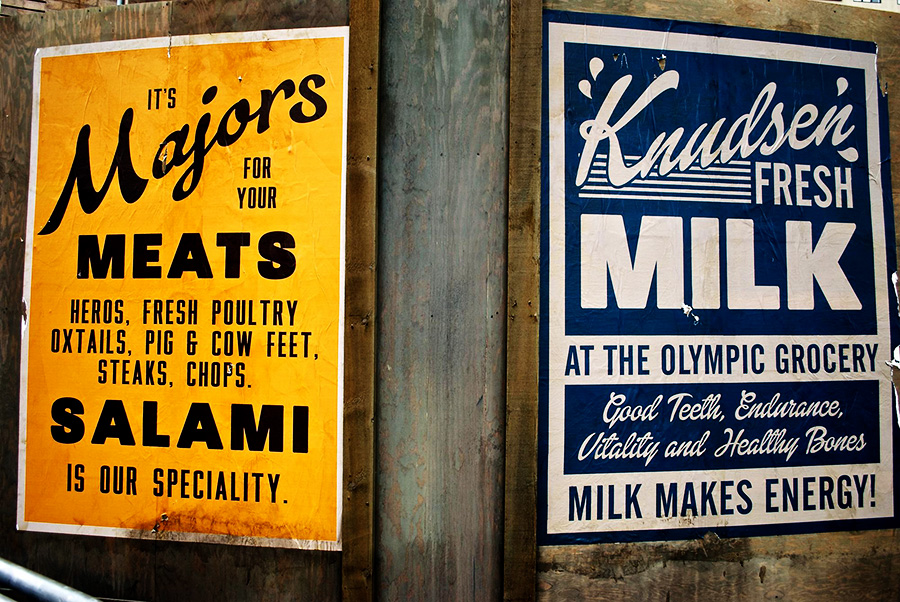 IT'S
Majors
FOR
YOUR
MEATS
HEROS, FRESH POULTRY
OXTAILS, PIG & COW FEET,
STEAKS, CHOPS.
SALAMI
IS OUR SPECIALITY.
Knudsen
FRESH
MILK
AT THE OLYMPIC GROCERY
Good Teeth, Endurance,
Vitality and Healthy Bones
MILK MAKES ENERGY!